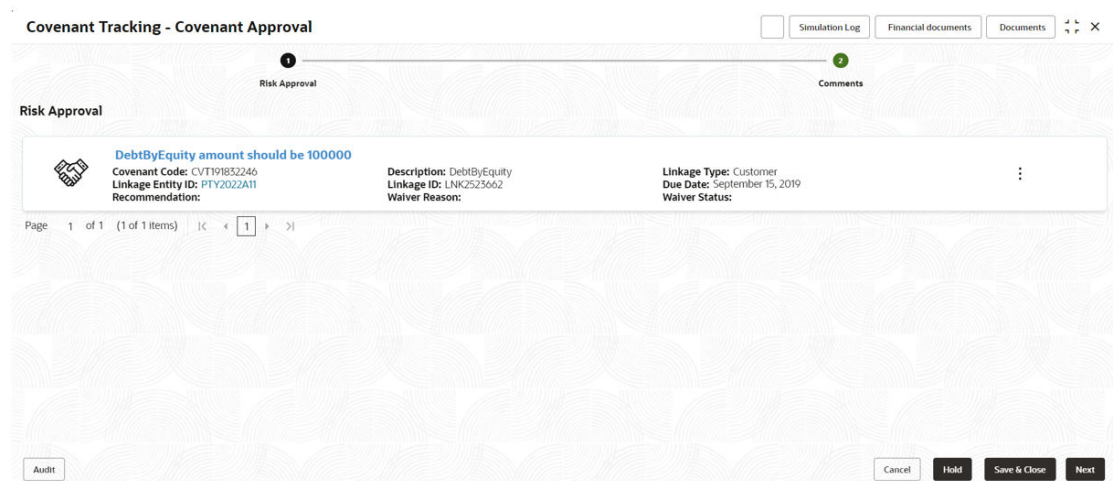 Covenant Tracking - Covenant Approval
Simulation Log
Financial documents
Documents
1
2
Risk Approval
Comments
Risk Approval
DebtByEquity amount should be 100000
Covenant Code: CVT191832246
Description: DebtByEquity
Linkage Type: Customer
Linkage Entity ID: PTY2022A11
Linkage ID: LNK2523662
Due Date: September 15, 2019
Recommendation:
Waiver Reason:
Waiver Status:
Page 1 of 1 (1 of 1 items) 1
Audit
Cancel
Hold
Save & Close
Next